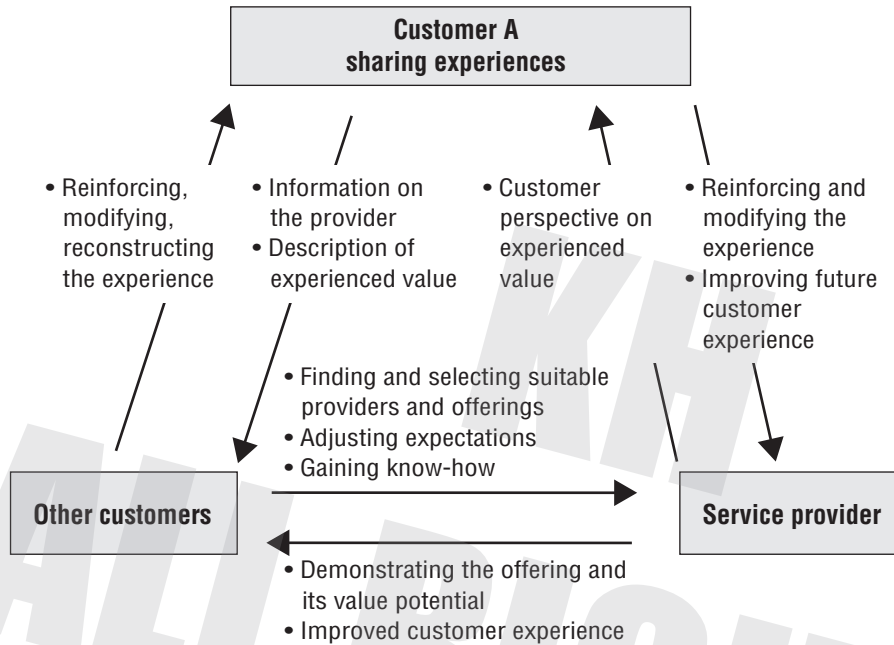 Customer A
sharing experiences
• Reinforcing,
modifying,
reconstructing
the experience
• Information on
the provider
• Description of
experienced value
• Customer
perspective on
experienced
value
• Reinforcing and
modifying the
experience
• Improving future
customer
experience
• Finding and selecting suitable
providers and offerings
• Adjusting expectations
• Gaining know-how
Other customers
Service provider
• Demonstrating the offering and
its value potential
• Improved customer experience
KH
ALL